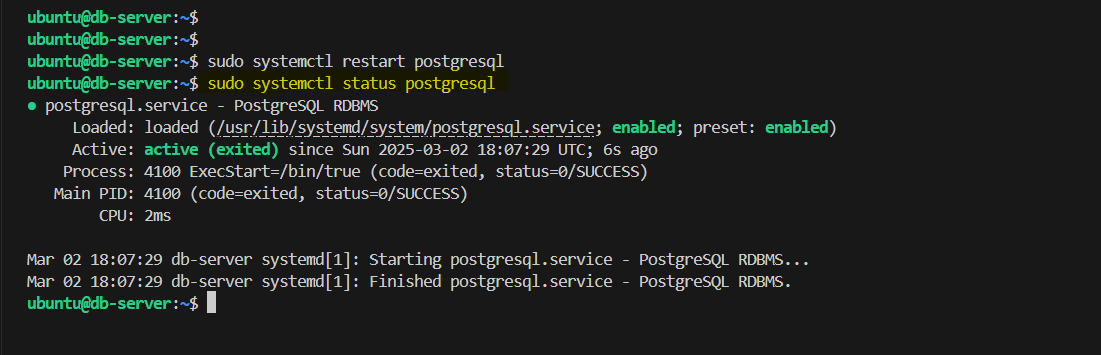 ubuntu@db-server:~$
ubuntu@db-server:~$
ubuntu@db-server:~$ sudo systemctl restart postgresql
ubuntu@db-server:~$ sudo systemctl status postgresql
● postgresql.service - PostgreSQL RDBMS
Loaded: loaded (/usr/lib/systemd/system/postgresql.service; enabled; preset: enabled)
Active: active (exited) since Sun 2025-03-02 18:07:29 UTC; 6s ago
Process: 4100 ExecStart=/bin/true (code=exited, status=0/SUCCESS)
Main PID: 4100 (code=exited, status=0/SUCCESS)
CPU: 2ms
Mar 02 18:07:29 db-server systemd[1]: Starting postgresql.service - PostgreSQL RDBMS...
Mar 02 18:07:29 db-server systemd[1]: Finished postgresql.service - PostgreSQL RDBMS.
ubuntu@db-server:~$